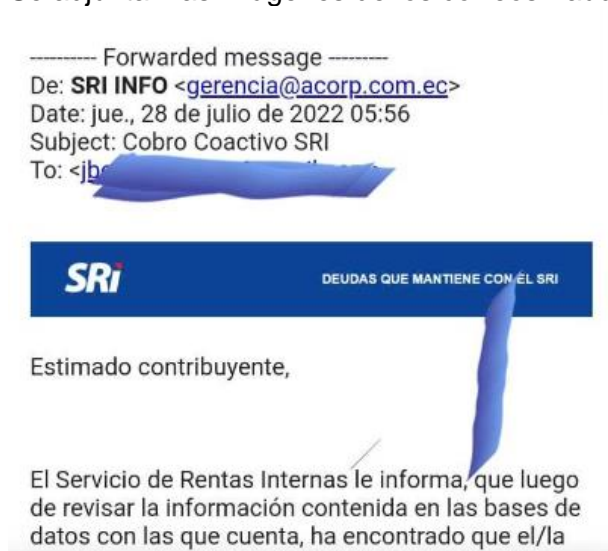 ---------- Forwarded message ---------
De: SRI INFO <gerencia@acorp.com.ec>
Date: jue., 28 de julio de 2022 05:56
Subject: Cobro Coactivo SRI
To: <jb
SRi
DEUDAS QUE MANTIENE CON EL SRI
Estimado contribuyente,
El Servicio de Rentas Internas le informa, que luego
de revisar la información contenida en las bases de
datos con las que cuenta, ha encontrado que el/la